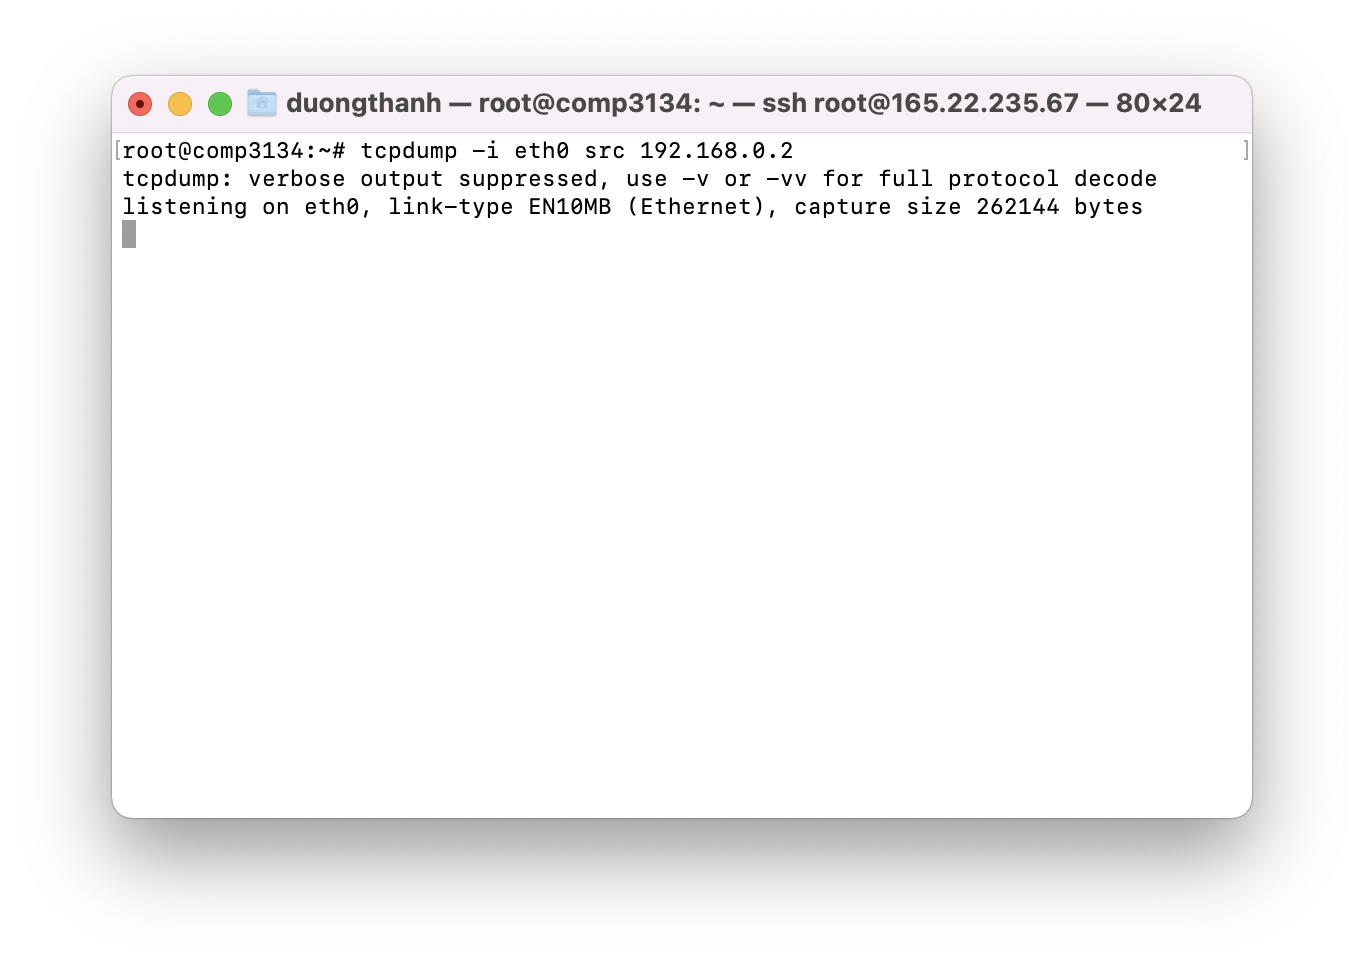 duongthanh — root@comp3134: ~ — ssh root@165.22.235.67 — 80×24
[root@comp3134:~# tcpdump -i eth0 src 192.168.0.2 ]
tcpdump: verbose output suppressed, use -v or -vv for full protocol decode
listening on eth0, link-type EN10MB (Ethernet), capture size 262144 bytes